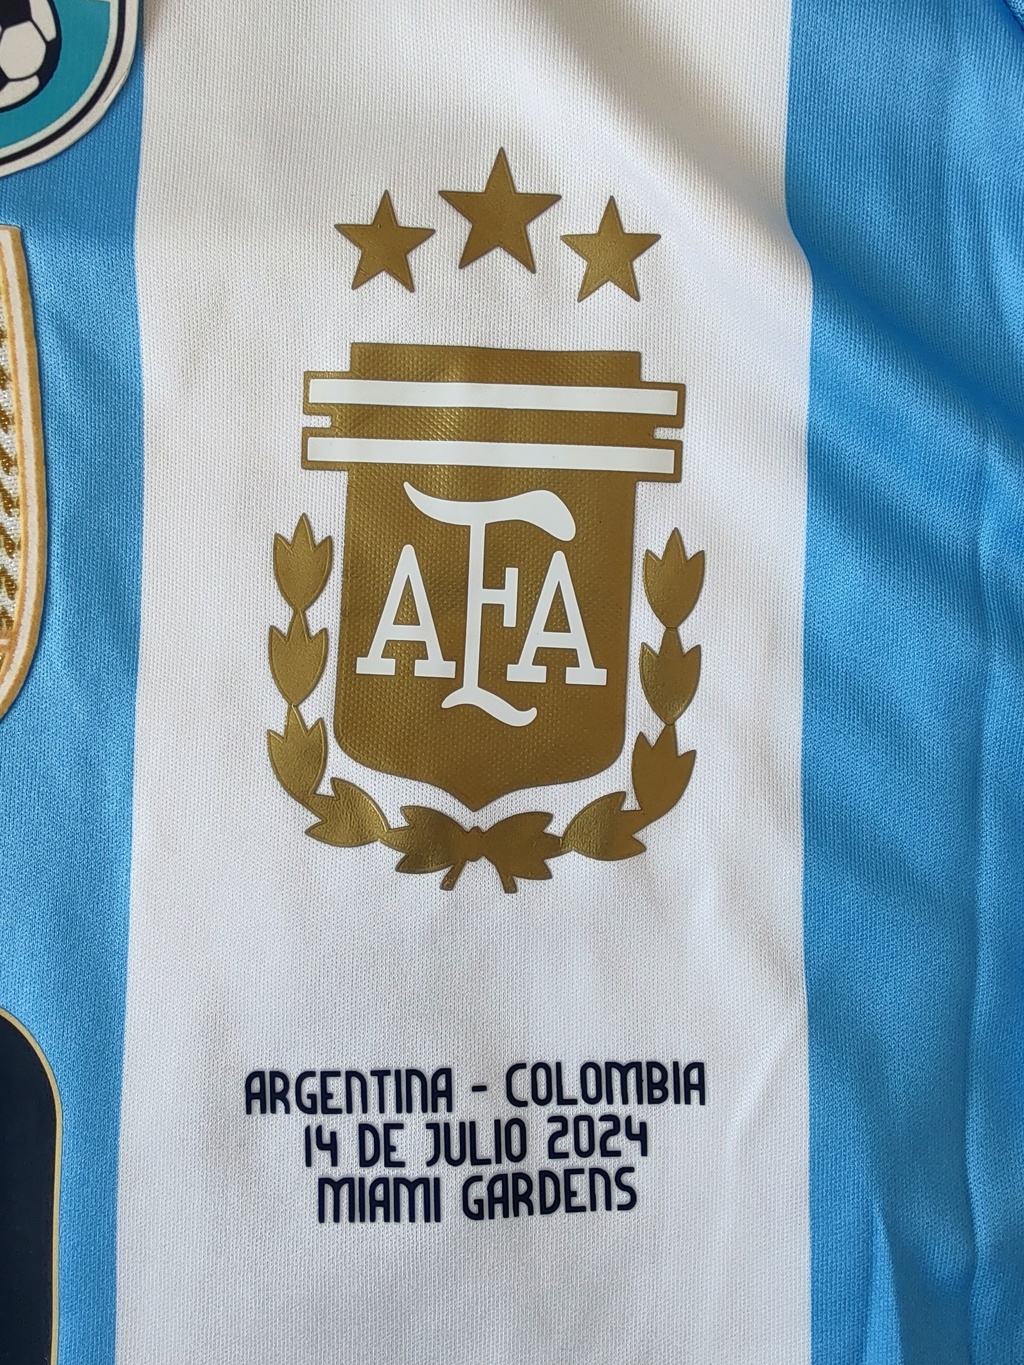 AFA
ARGENTINA - COLOMBIA
14 DE JULIO 2024
MIAMI GARDENS